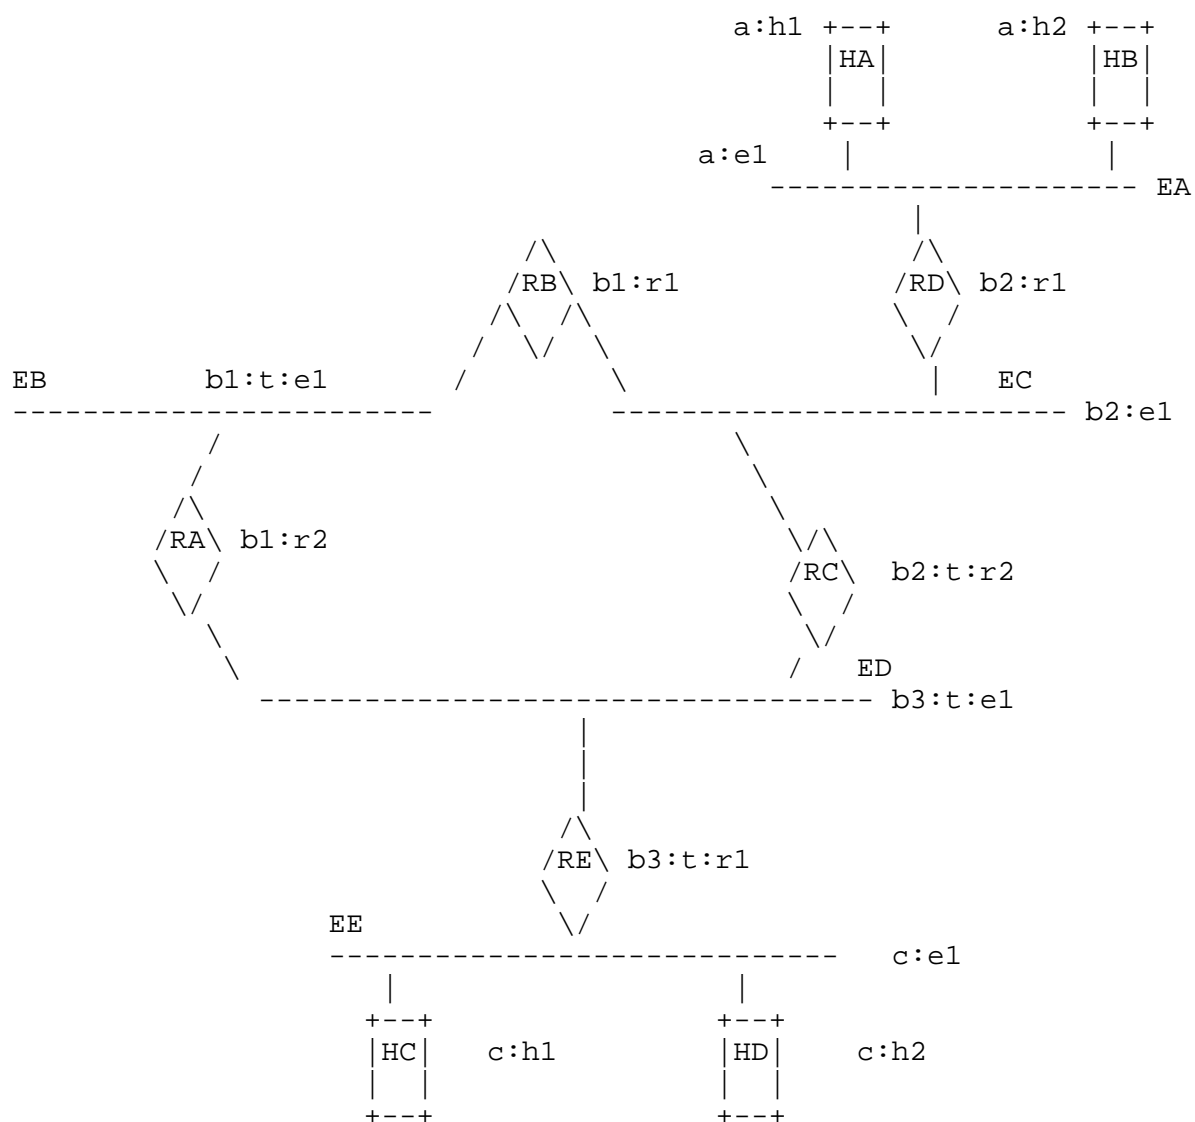 a:h1 a:h2
HA HB
a:e1
EA
RB b1:r1 RD b2:r1
EB b1:t:e1 EC
b2:e1
RA b1:r2
RC b2:t:r2
ED
b3:t:e1
RE b3:t:r1
EE
c:e1
HC c:h1 HD c:h2